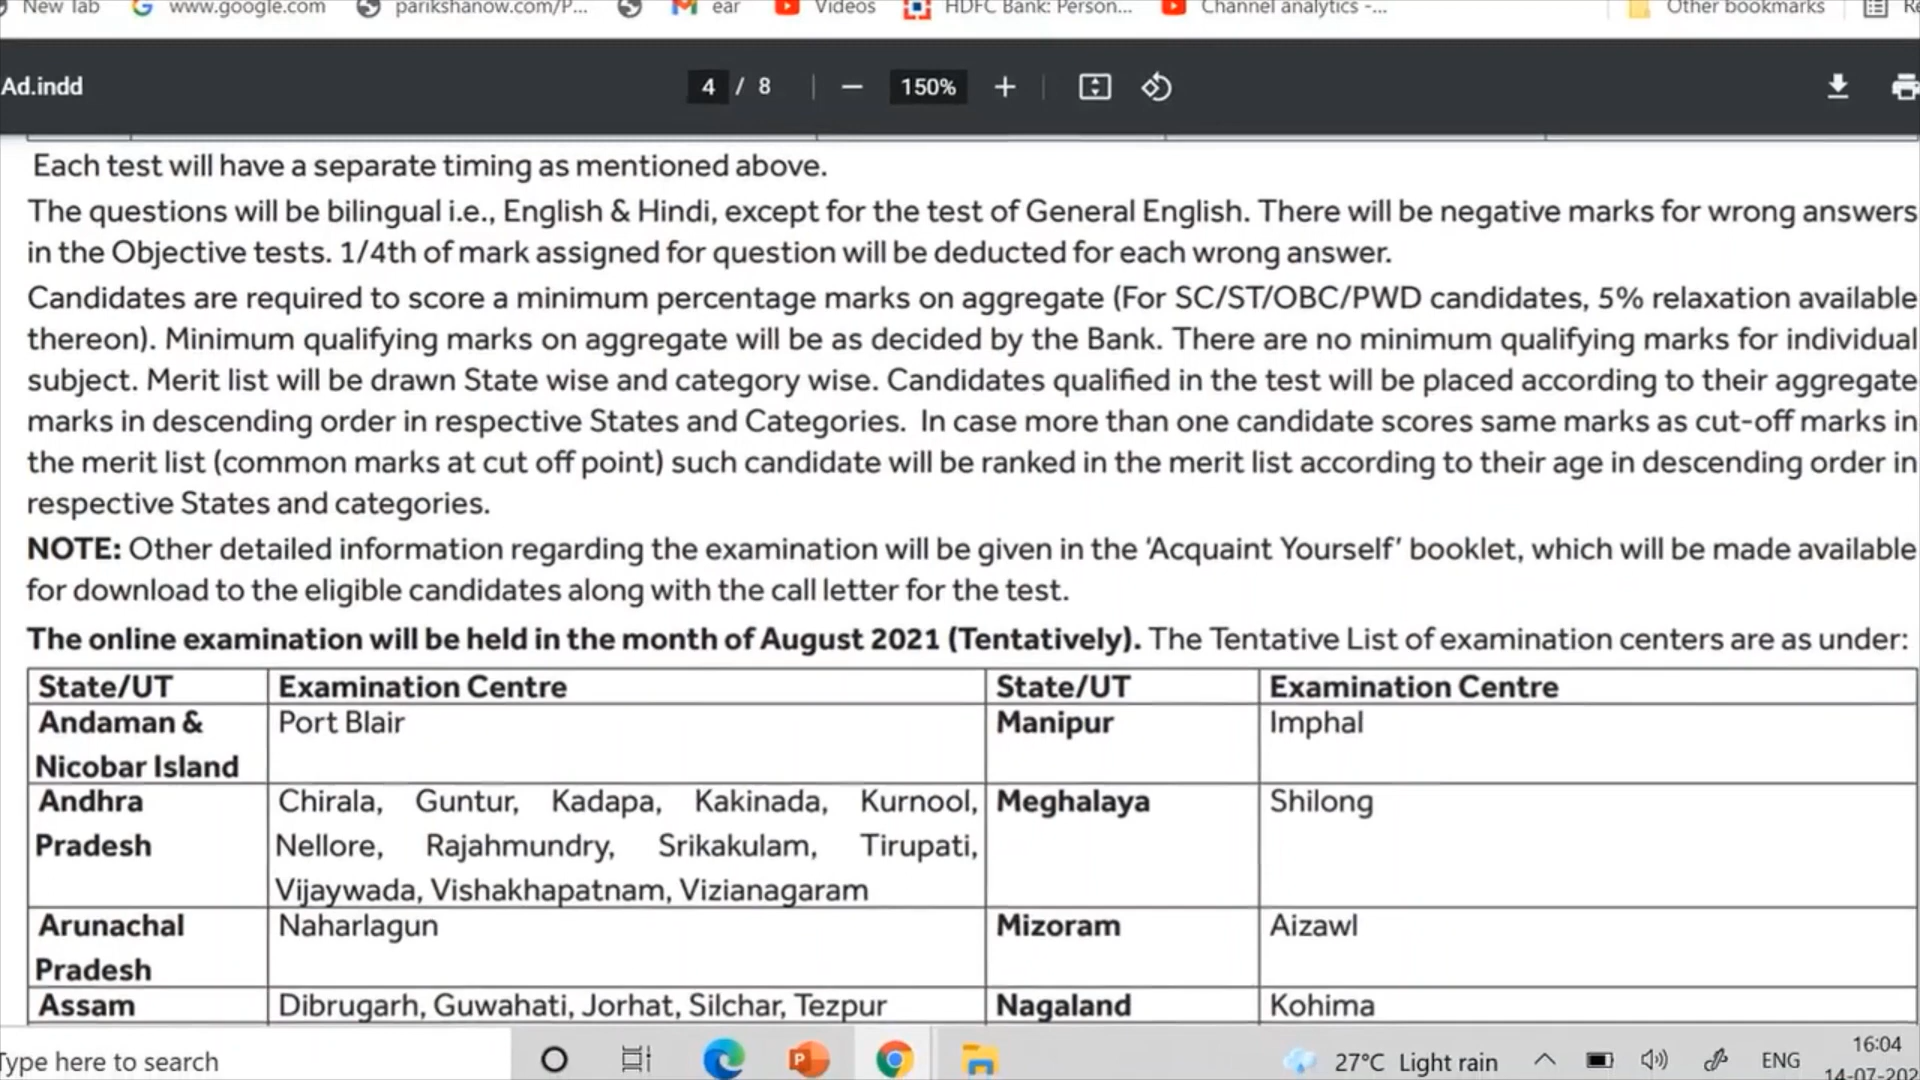 New Tab www.google.com parikshanow.com/P... ear Videos HDFC Bank: Person... Channel analytics -... Other bookmarks
Ad.indd 4 / 8 150%
Each test will have a separate timing as mentioned above.
The questions will be bilingual i.e., English & Hindi, except for the test of General English. There will be negative marks for wrong answers
in the Objective tests. 1/4th of mark assigned for question will be deducted for each wrong answer.
Candidates are required to score a minimum percentage marks on aggregate (For SC/ST/OBC/PWD candidates, 5% relaxation available
thereon). Minimum qualifying marks on aggregate will be as decided by the Bank. There are no minimum qualifying marks for individual
subject. Merit list will be drawn State wise and category wise. Candidates qualified in the test will be placed according to their aggregate
marks in descending order in respective States and Categories. In case more than one candidate scores same marks as cut-off marks in
the merit list (common marks at cut off point) such candidate will be ranked in the merit list according to their age in descending order in
respective States and categories.
NOTE: Other detailed information regarding the examination will be given in the ‘Acquaint Yourself’ booklet, which will be made available
for download to the eligible candidates along with the call letter for the test.
The online examination will be held in the month of August 2021 (Tentatively). The Tentative List of examination centers are as under:
State/UT Examination Centre State/UT Examination Centre
Andaman & Port Blair Manipur Imphal
Nicobar Island
Andhra Chirala, Guntur, Kadapa, Kakinada, Kurnool, Meghalaya Shilong
Pradesh Nellore, Rajahmundry, Srikakulam, Tirupati,
Vijaywada, Vishakhapatnam, Vizianagaram
Arunachal Naharlagun Mizoram Aizawl
Pradesh
Assam Dibrugarh, Guwahati, Jorhat, Silchar, Tezpur Nagaland Kohima
Type here to search 27°C Light rain ENG 16:04
14-07-202